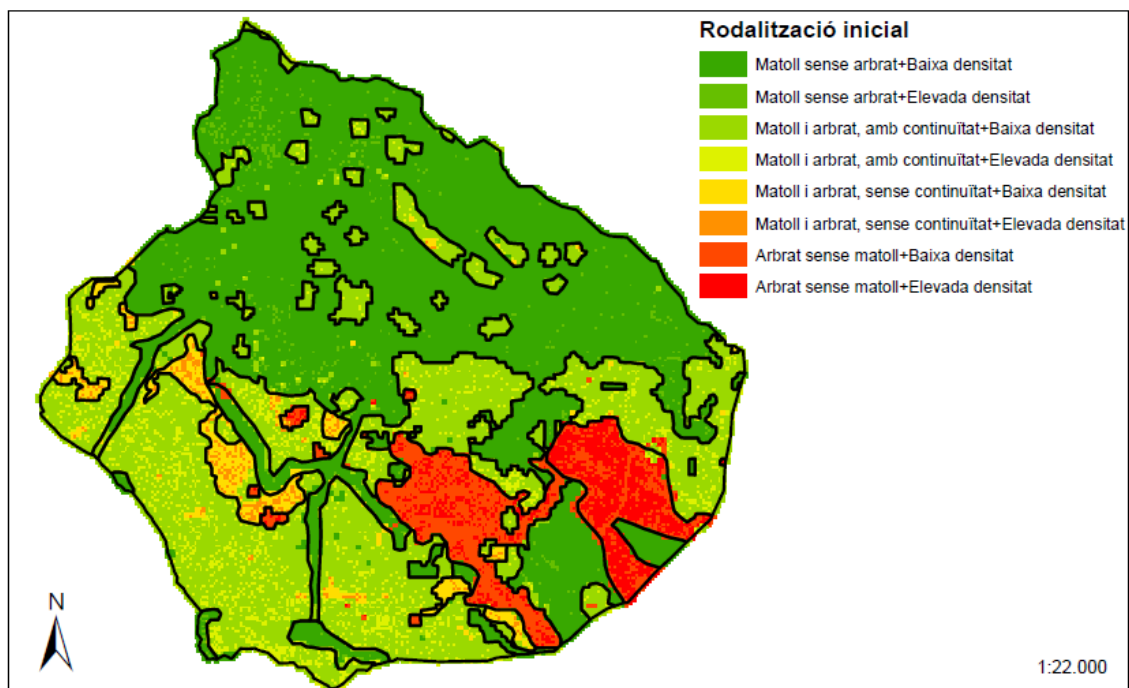 Rodalització inicial
Matoll sense arbrat+Baixa densitat
Matoll sense arbrat+Elevada densitat
Matoll i arbrat, amb continuïtat+Baixa densitat
Matoll i arbrat, amb continuïtat+Elevada densitat
Matoll i arbrat, sense continuïtat+Baixa densitat
Matoll i arbrat, sense continuïtat+Elevada densitat
Arbrat sense matoll+Baixa densitat
Arbrat sense matoll+Elevada densitat
N
1:22.000